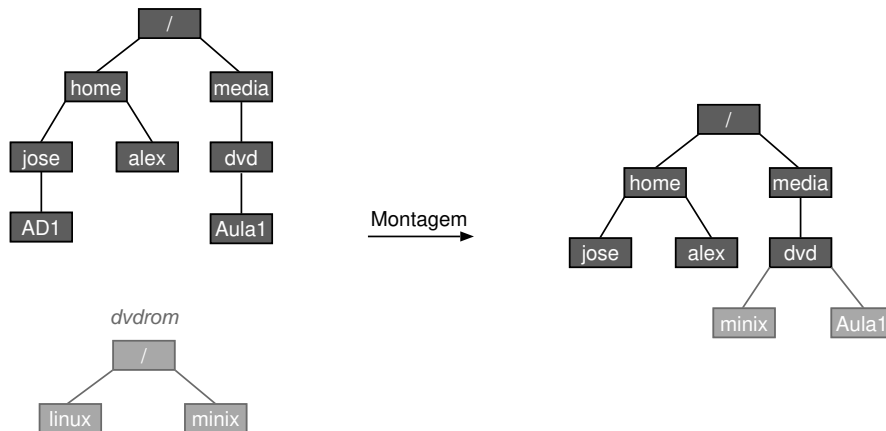 /
home
media
jose
alex
dvd
AD1
Aula1
dvdrom
/
linux
minix
Montagem
/
home
media
jose
alex
dvd
minix
Aula1